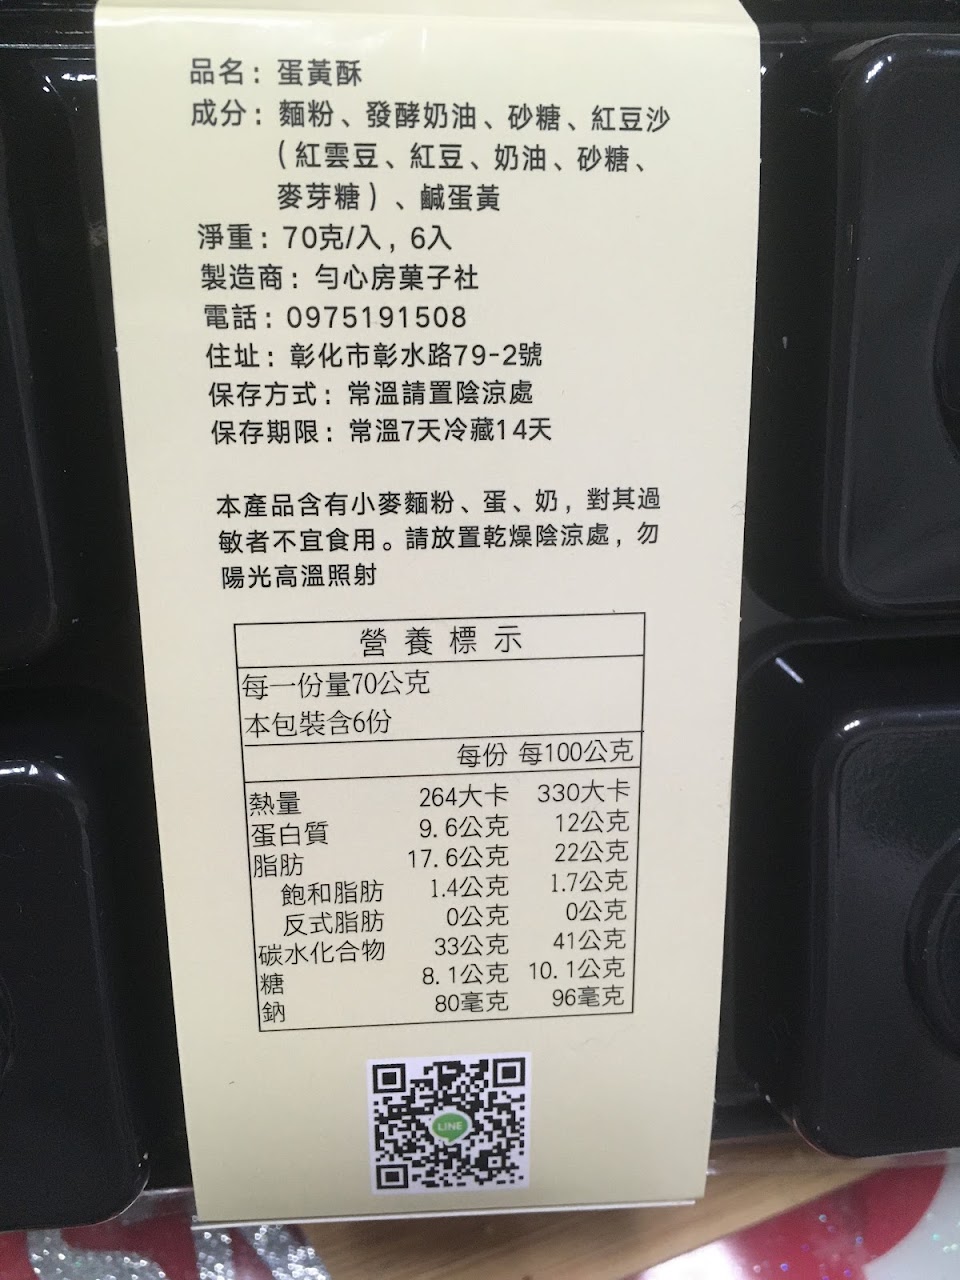 品名：蛋黃酥
成分：麵粉、發酵奶油、砂糖、紅豆沙
（紅雲豆、紅豆、奶油、砂糖、
麥芽糖）、鹹蛋黃
淨重：70克/入，6入
製造商：勻心房菓子社
電話：0975191508
住址：彰化市彰水路79-2號
保存方式：常溫請置陰涼處
保存期限：常溫7天冷藏14天
本產品含有小麥麵粉、蛋、奶，對其過
敏者不宜食用。請放置乾燥陰涼處，勿
陽光高溫照射
營養標示
每一份量70公克
本包裝含6份
每份 每100公克
熱量 264大卡 330大卡
蛋白質 9.6公克 12公克
脂肪 17.6公克 22公克
飽和脂肪 1.4公克 1.7公克
反式脂肪 0公克 0公克
碳水化合物 33公克 41公克
糖 8.1公克 10.1公克
鈉 80毫克 96毫克
LINE